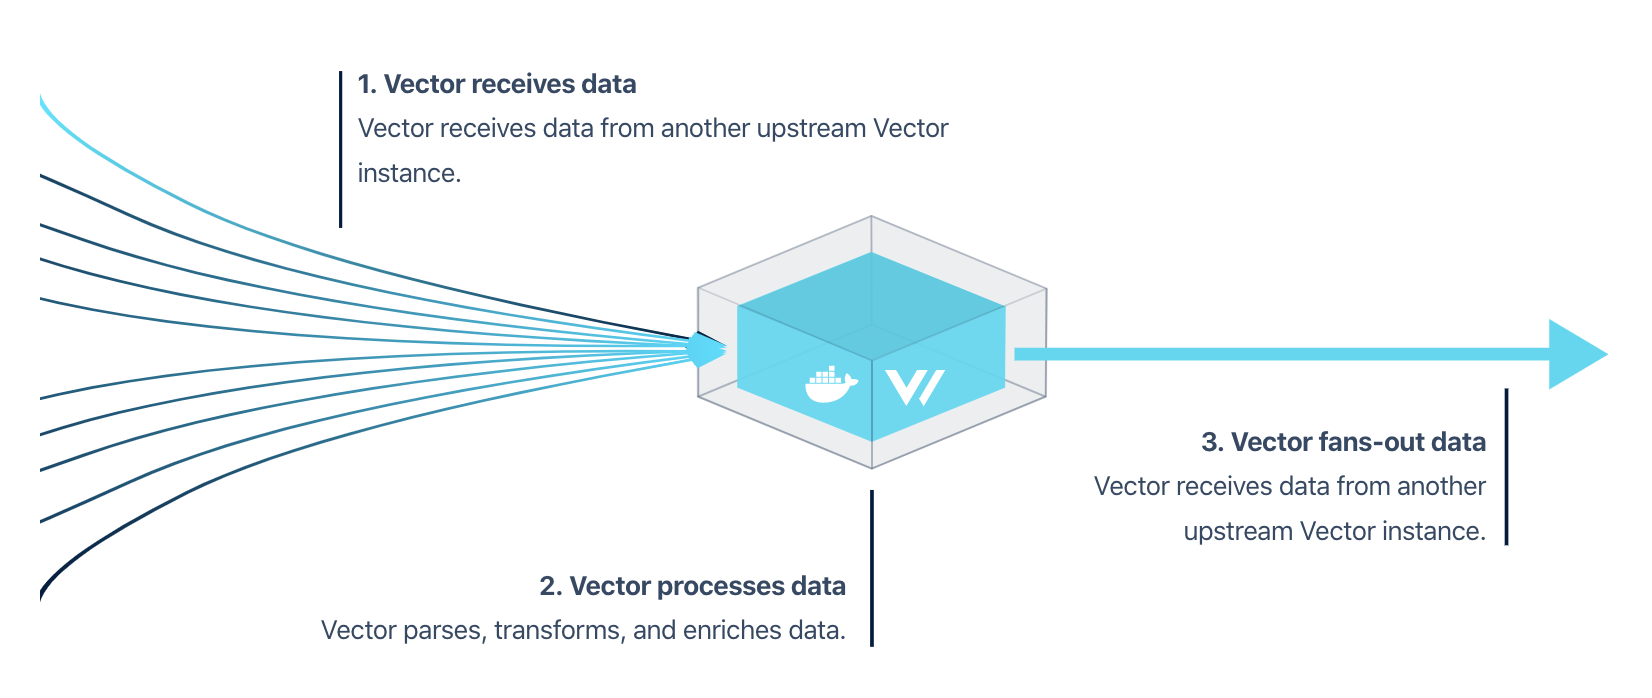 1. Vector receives data
Vector receives data from another upstream Vector
instance.
2. Vector processes data
Vector parses, transforms, and enriches data.
3. Vector fans-out data
Vector receives data from another
upstream Vector instance.